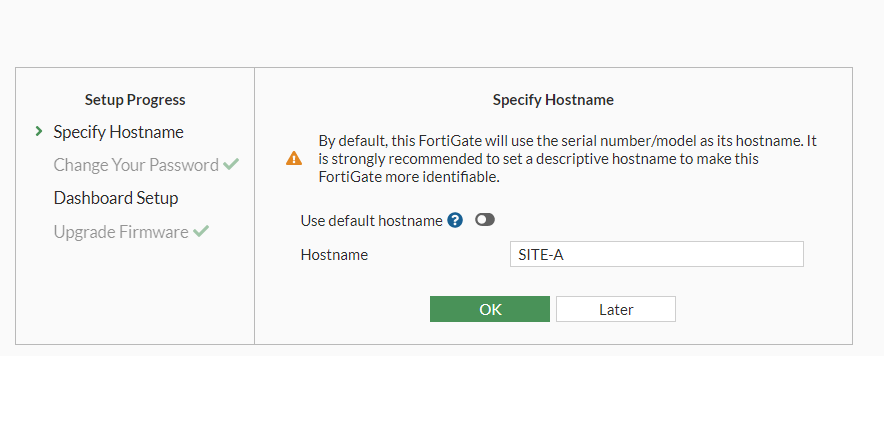 Setup Progress
Specify Hostname
Change Your Password
Dashboard Setup
Upgrade Firmware
Specify Hostname
By default, this FortiGate will use the serial number/model as its hostname. It
is strongly recommended to set a descriptive hostname to make this
FortiGate more identifiable.
Use default hostname
Hostname
SITE-A
OK
Later